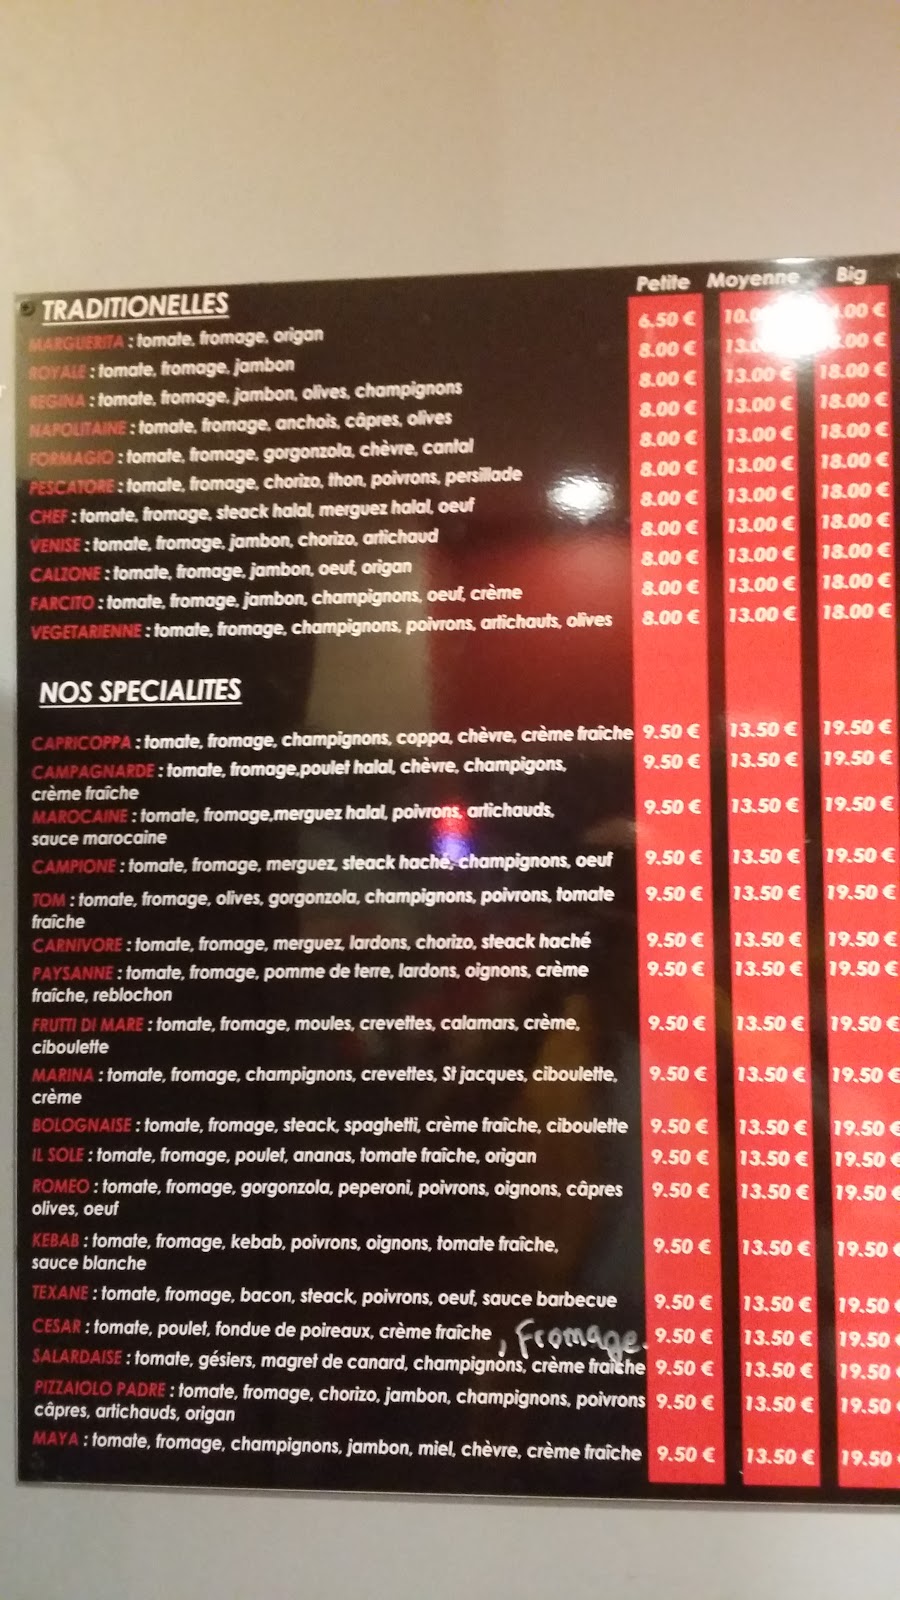 Petite Moyenne Big
TRADITIONELLES
MARGUERITA : tomate, fromage, origan 6.50 €
ROYALE : tomate, fromage, jambon 8.00 €
REGINA : tomate, fromage, jambon, olives, champignons 8.00 € 13.00 € 18.00 €
NAPOLITAINE : tomate, fromage, anchois, câpres, olives 8.00 € 13.00 € 18.00 €
FORMAGIO : tomate, fromage, gorgonzola, chèvre, cantal 8.00 € 13.00 € 18.00 €
PESCATORE : tomate, fromage, chorizo, thon, poivrons, persillade 8.00 € 13.00 € 18.00 €
CHEF : tomate, fromage, steack halal, merguez halal, oeuf 8.00 € 13.00 € 18.00 €
VENISE : tomate, fromage, jambon, chorizo, artichaud 8.00 € 13.00 € 18.00 €
CALZONE : tomate, fromage, jambon, oeuf, origan 8.00 € 13.00 € 18.00 €
FARCITO : tomate, fromage, jambon, champignons, oeuf, crème 8.00 € 13.00 € 18.00 €
VEGETARIENNE : tomate, fromage, champignons, poivrons, artichauts, olives 8.00 € 13.00 € 18.00 €
NOS SPECIALITES
CAPRICOPPA : tomate, fromage, champignons, coppa, chèvre, crème fraîche 9.50 € 13.50 € 19.50 €
CAMPAGNARDE : tomate, fromage,poulet halal, chèvre, champigons, 9.50 € 13.50 € 19.50 €
crème fraîche
MAROCAINE : tomate, fromage,merguez halal, poivrons, artichauds, 9.50 € 13.50 € 19.50 €
sauce marocaine
CAMPIONE : tomate, fromage, merguez, steack haché, champignons, oeuf 9.50 € 13.50 € 19.50 €
TOM : tomate, fromage, olives, gorgonzola, champignons, poivrons, tomate 9.50 € 13.50 € 19.50 €
fraîche
CARNIVORE : tomate, fromage, merguez, lardons, chorizo, steack haché 9.50 € 13.50 € 19.50 €
PAYSANNE : tomate, fromage, pomme de terre, lardons, oignons, crème 9.50 € 13.50 € 19.50 €
fraîche, reblochon
FRUTTI DI MARE : tomate, fromage, moules, crevettes, calamars, crème, 9.50 € 13.50 € 19.50 €
ciboulette
MARINA : tomate, fromage, champignons, crevettes, St jacques, ciboulette, 9.50 € 13.50 € 19.50 €
crème
BOLOGNAISE : tomate, fromage, steack, spaghetti, crème fraîche, ciboulette 9.50 € 13.50 € 19.50 €
IL SOLE : tomate, fromage, poulet, ananas, tomate fraîche, origan 9.50 € 13.50 € 19.50 €
ROMEO : tomate, fromage, gorgonzola, peperoni, poivrons, oignons, câpres 9.50 € 13.50 € 19.50 €
olives, oeuf
KEBAB : tomate, fromage, kebab, poivrons, oignons, tomate fraîche, 9.50 € 13.50 € 19.50 €
sauce blanche
TEXANE : tomate, fromage, bacon, steack, poivrons, oeuf, sauce barbecue 9.50 € 13.50 € 19.50 €
CESAR : tomate, poulet, fondue de poireaux, crème fraîche , Fromage. 9.50 € 13.50 € 19.50 €
SALARDAISE : tomate, gésiers, magret de canard, champignons, crème fraîche 9.50 € 13.50 € 19.50 €
PIZZAIOLO PADRE : tomate, fromage, chorizo, jambon, champignons, poivrons 9.50 € 13.50 € 19.50 €
câpres, artichauds, origan
MAYA : tomate, fromage, champignons, jambon, miel, chèvre, crème fraîche 9.50 € 13.50 € 19.50 €